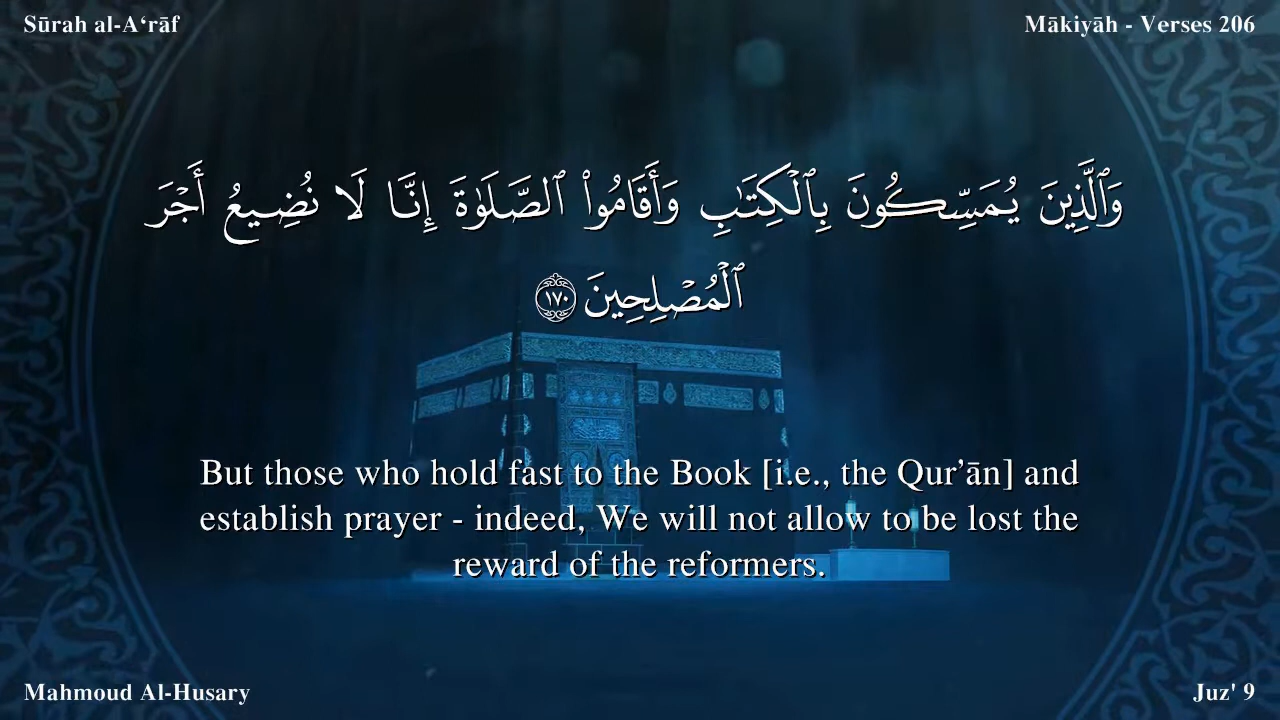 Sūrah al-A‘rāf
Mākiyāh - Verses 206
وَٱلَّذِينَ يُمَسِّكُونَ بِٱلْكِتَـٰبِ وَأَقَامُوا۟ ٱلصَّلَوٰةَ إِنَّا لَا نُضِيعُ أَجْرَ
ٱلْمُصْلِحِينَ ١٧٠
But those who hold fast to the Book [i.e., the Qur’ān] and
establish prayer - indeed, We will not allow to be lost the
reward of the reformers.
Mahmoud Al-Husary
Juz' 9